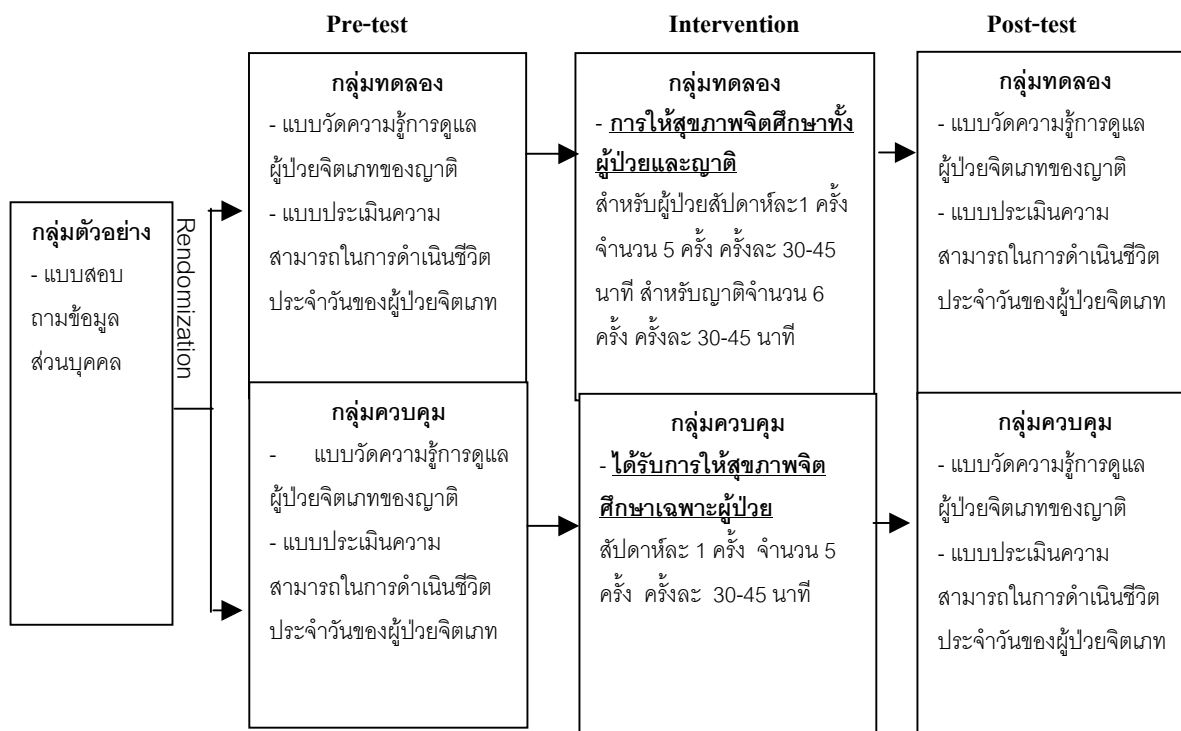 Pre-test
Intervention
Post-test
กลุ่มตัวอย่าง
- แบบสอบ
ถามข้อมูล
ส่วนบุคคล
Rendomization
กลุ่มทดลอง
- แบบวัดความรู้การดูแล
ผู้ป่วยจิตเภทของญาติ
- แบบประเมินความ
สามารถในการดำเนินชีวิต
ประจำวันของผู้ป่วยจิตเภท
กลุ่มทดลอง
- การให้สุขภาพจิตศึกษาทั้ง
ผู้ป่วยและญาติ
สำหรับผู้ป่วยสัปดาห์ละ1 ครั้ง
จำนวน 5 ครั้ง ครั้งละ 30-45
นาที สำหรับญาติจำนวน 6
ครั้ง ครั้งละ 30-45 นาที
กลุ่มทดลอง
- แบบวัดความรู้การดูแล
ผู้ป่วยจิตเภทของญาติ
- แบบประเมินความ
สามารถในการดำเนินชีวิต
ประจำวันของผู้ป่วยจิตเภท
กลุ่มควบคุม
- แบบวัดความรู้การดูแล
ผู้ป่วยจิตเภทของญาติ
- แบบประเมินความ
สามารถในการดำเนินชีวิต
ประจำวันของผู้ป่วยจิตเภท
กลุ่มควบคุม
- ได้รับการให้สุขภาพจิต
ศึกษาเฉพาะผู้ป่วย
สัปดาห์ละ 1 ครั้ง จำนวน 5
ครั้ง ครั้งละ 30-45 นาที
กลุ่มควบคุม
- แบบวัดความรู้การดูแล
ผู้ป่วยจิตเภทของญาติ
- แบบประเมินความ
สามารถในการดำเนินชีวิต
ประจำวันของผู้ป่วยจิตเภท